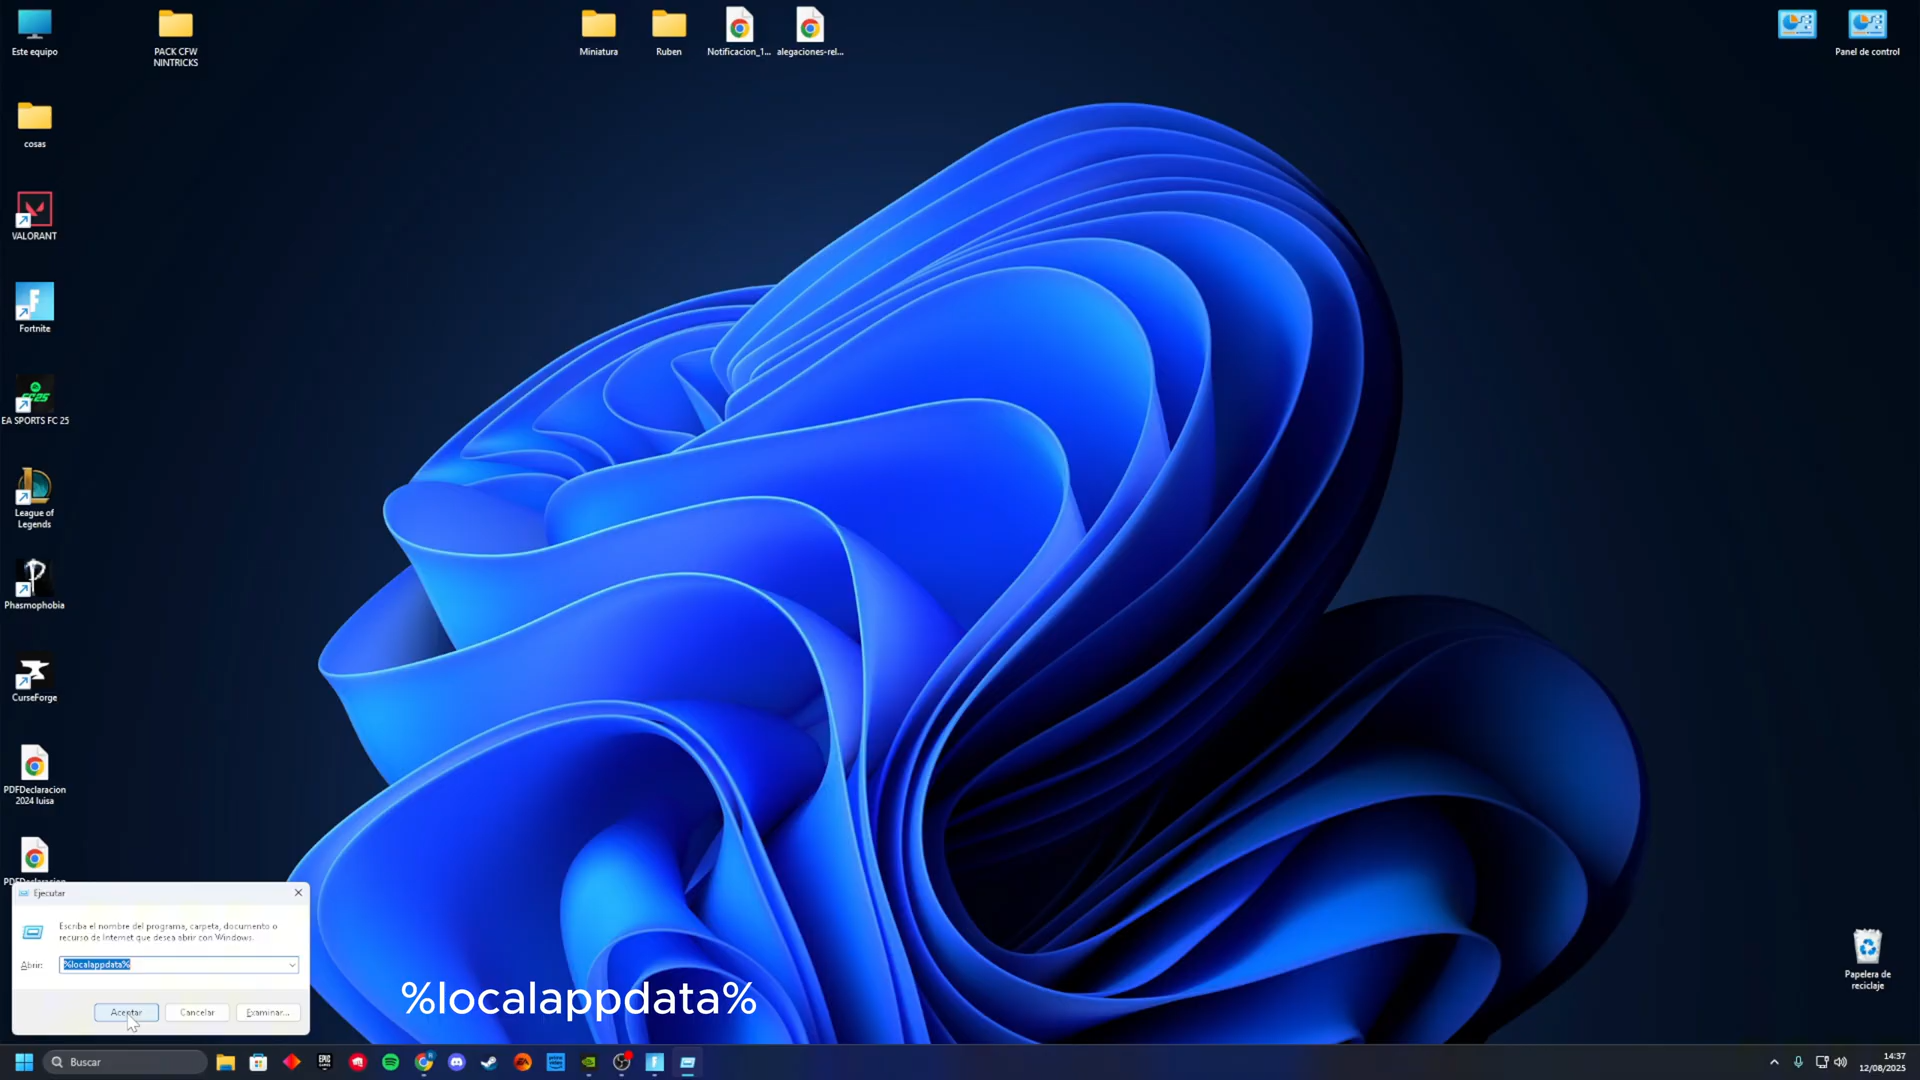 Este equipo
PACK CFW
NINTRICKS
Miniatura
Ruben
Notificacion_1...
alegaciones-rel...
Panel de control
cosas
VALORANT
Fortnite
EA SPORTS FC 25
League of
Legends
Phasmophobia
CurseForge
PDFDeclaracion
2024 luisa
PDFDeclaracion
Ejecutar
Escriba el nombre del programa, carpeta, documento o
recurso de Internet que desea abrir con Windows.
Abrir:
%localappdata%
Aceptar
Cancelar
Examinar...
%localappdata%
Papelera de
reciclaje
Buscar
14:37
12/08/2025